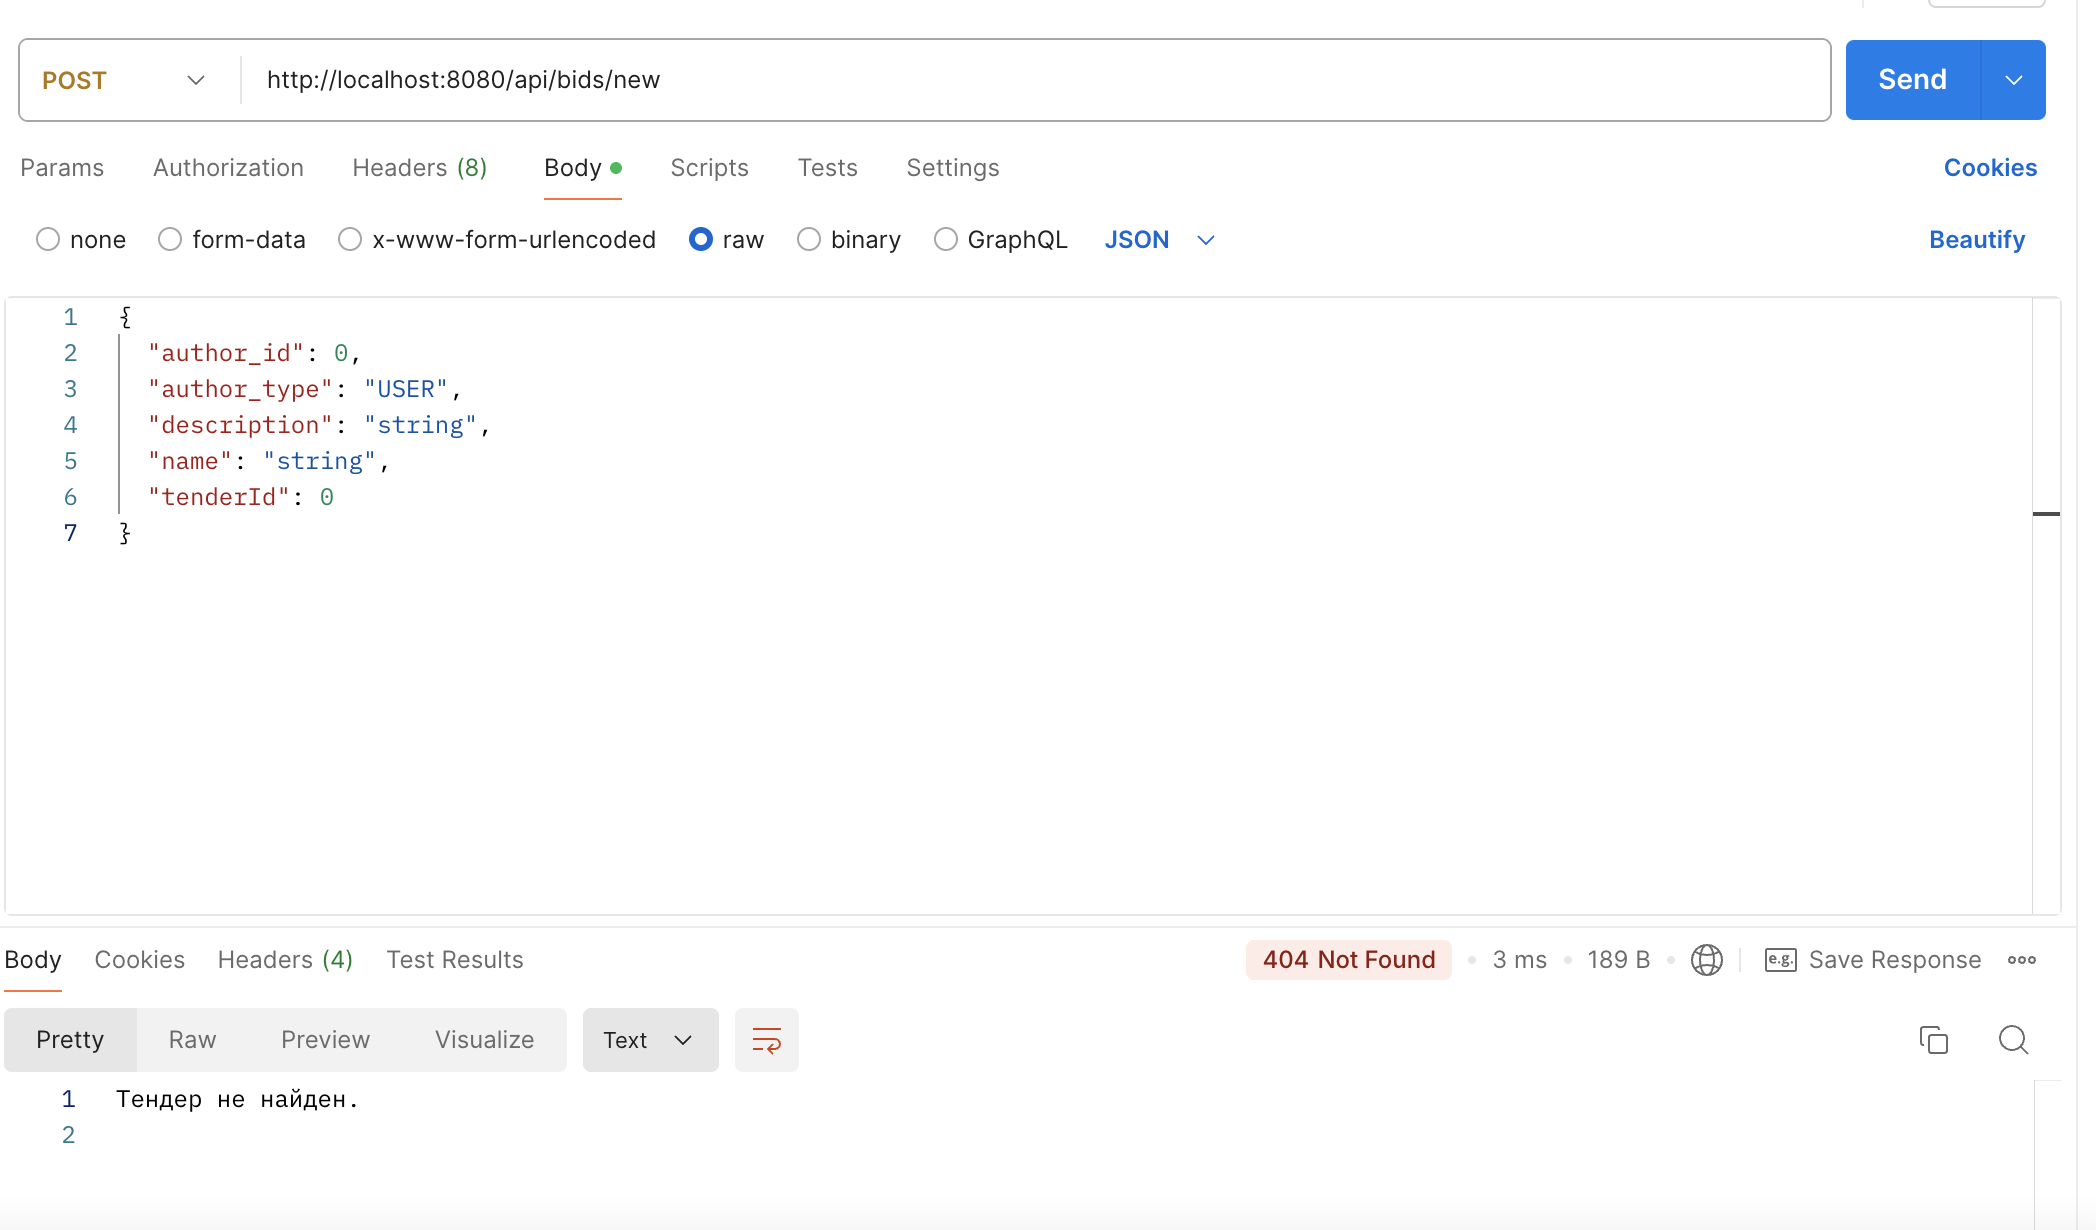 POST http://localhost:8080/api/bids/new Send
Params Authorization Headers (8) Body Scripts Tests Settings Cookies
none form-data x-www-form-urlencoded raw binary GraphQL JSON Beautify
1 {
2 "author_id": 0,
3 "author_type": "USER",
4 "description": "string",
5 "name": "string",
6 "tenderId": 0
7 }
Body Cookies Headers (4) Test Results 404 Not Found 3 ms 189 B e.g. Save Response
Pretty Raw Preview Visualize Text
1 Тендер не найден.
2